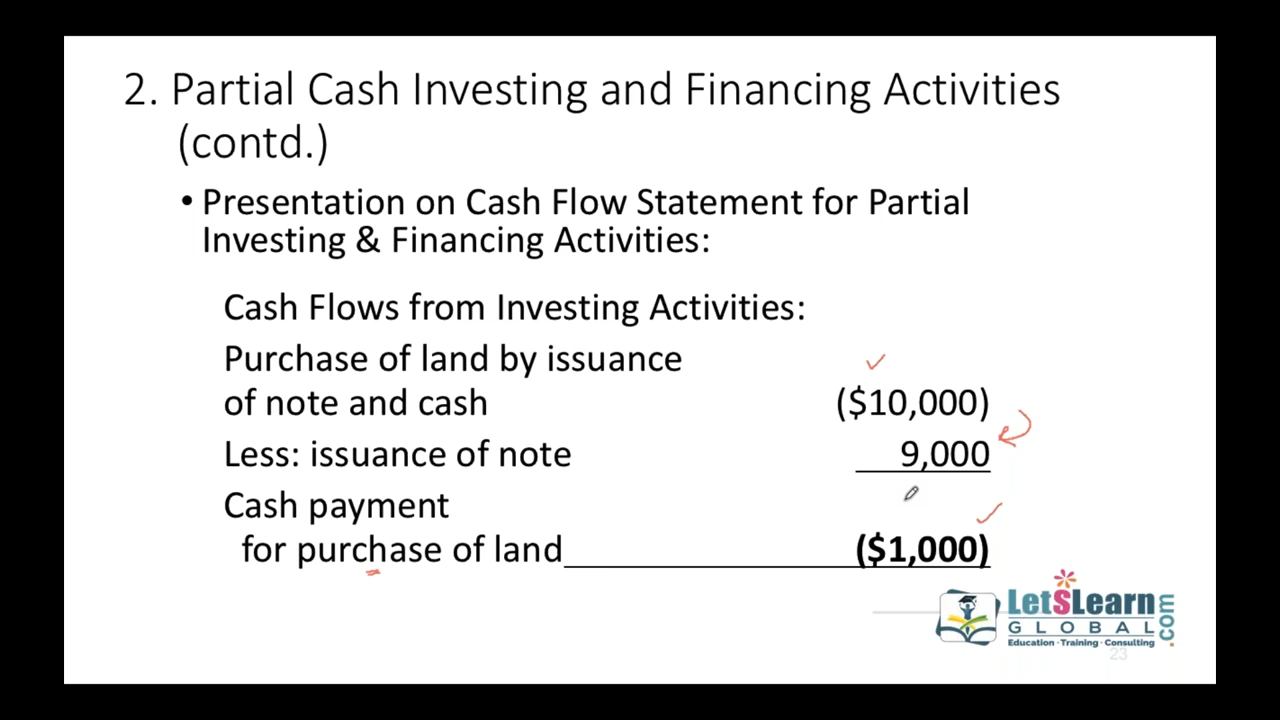 2. Partial Cash Investing and Financing Activities
(contd.)
• Presentation on Cash Flow Statement for Partial
Investing & Financing Activities:
Cash Flows from Investing Activities:
Purchase of land by issuance
of note and cash ($10,000)
Less: issuance of note 9,000
Cash payment
for purchase of land ($1,000)
LetSLearn
GLOBAL
.com
Education · Training · Consulting
23